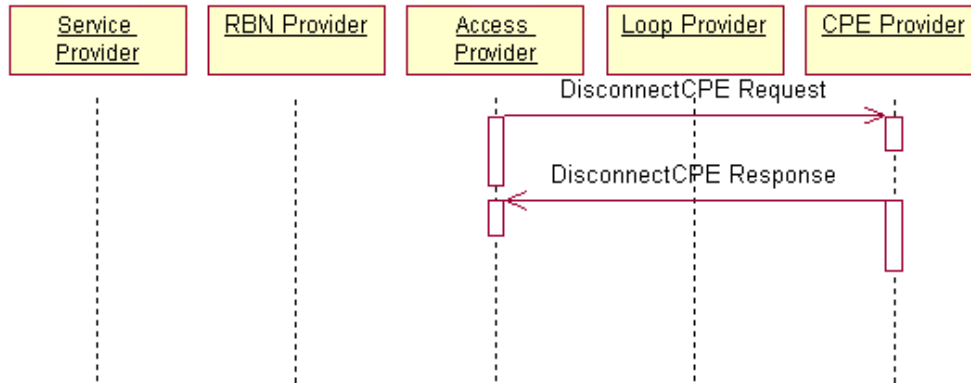 Service
Provider
RBN Provider
Access
Provider
Loop Provider
CPE Provider
DisconnectCPE Request
DisconnectCPE Response